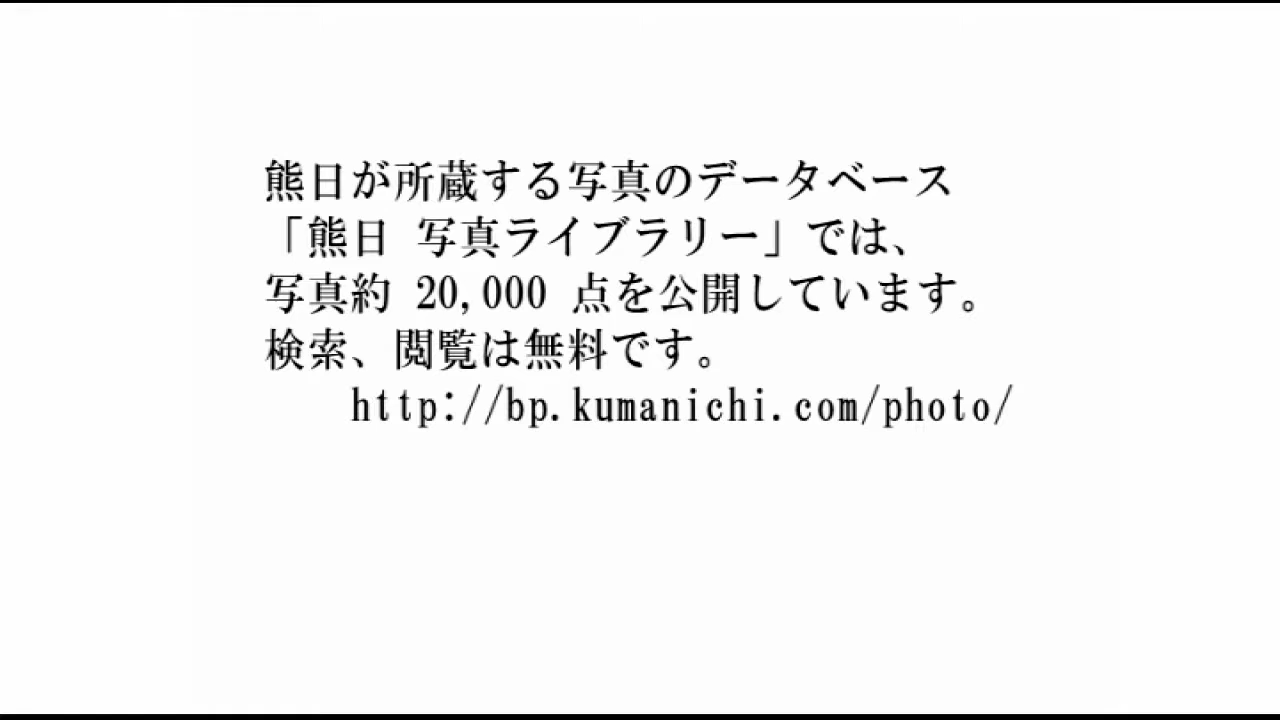 熊日が所蔵する写真のデータベース
「熊日 写真ライブラリー」では、
写真約 20,000 点を公開しています。
検索、閲覧は無料です。
http://bp.kumanichi.com/photo/